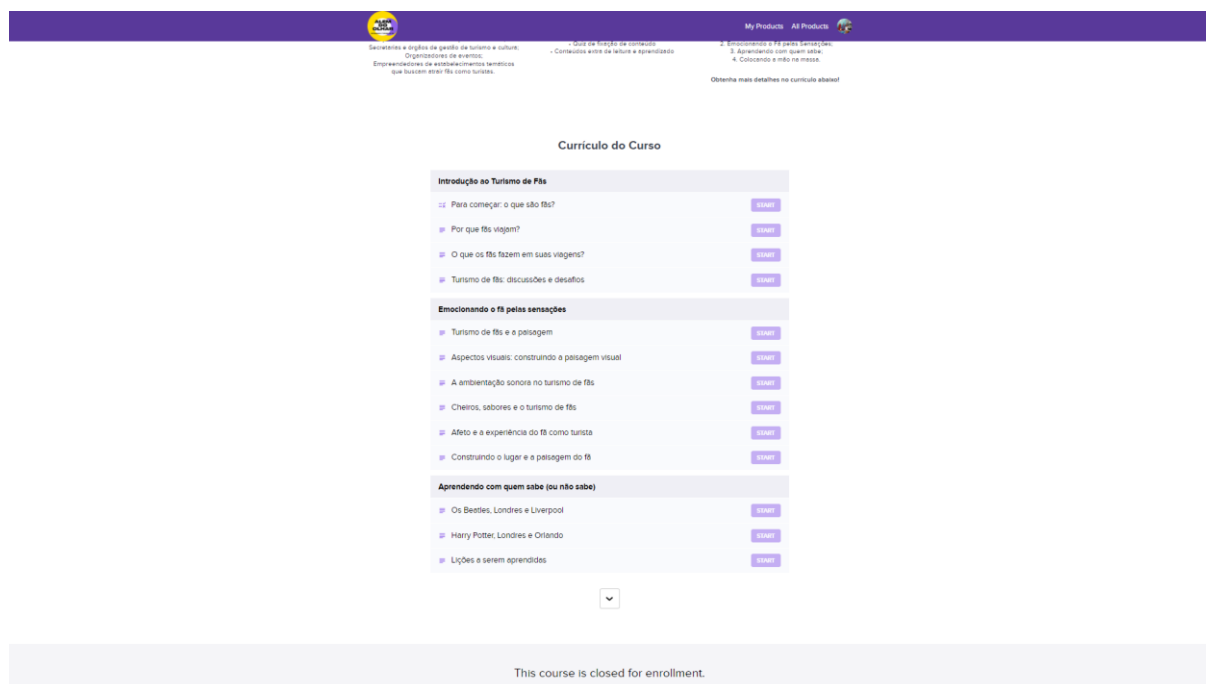 ALÉM
DO
OLHAR
My Products All Products
Secretarias e órgãos de gestão de turismo e cultura;
Organizadores de eventos;
Empreendedores de estabelecimentos temáticos
que buscam atrair fãs como turistas.
- Quiz de fixação de conteúdo
- Conteúdos extra de leitura e aprendizado
2. Emocionando o Fã pelas Sensações;
3. Aprendendo com quem sabe;
4. Colocando a mão na massa.
Obtenha mais detalhes no currículo abaixo!
Currículo do Curso
Introdução ao Turismo de Fãs
Para começar: o que são fãs? START
Por que fãs viajam? START
O que os fãs fazem em suas viagens? START
Turismo de fãs: discussões e desafios START
Emocionando o fã pelas sensações
Turismo de fãs e a paisagem START
Aspectos visuais: construindo a paisagem visual START
A ambientação sonora no turismo de fãs START
Cheiros, sabores e o turismo de fãs START
Afeto e a experiência do fã como turista START
Construindo o lugar e a paisagem do fã START
Aprendendo com quem sabe (ou não sabe)
Os Beatles, Londres e Liverpool START
Harry Potter, Londres e Orlando START
Lições a serem aprendidas START
This course is closed for enrollment.